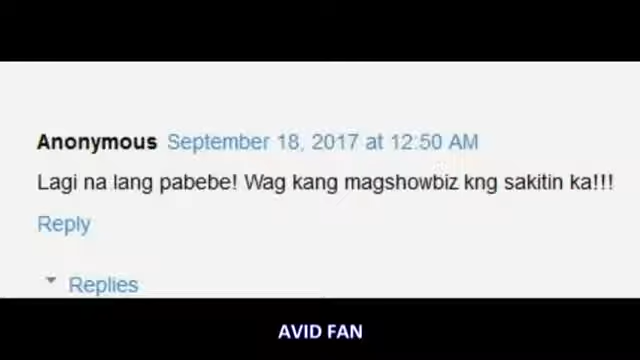 Anonymous September 18, 2017 at 12:50 AM
Lagi na lang pabebe! Wag kang magshowbiz kng sakitin ka!!!
Reply
Replies
AVID FAN